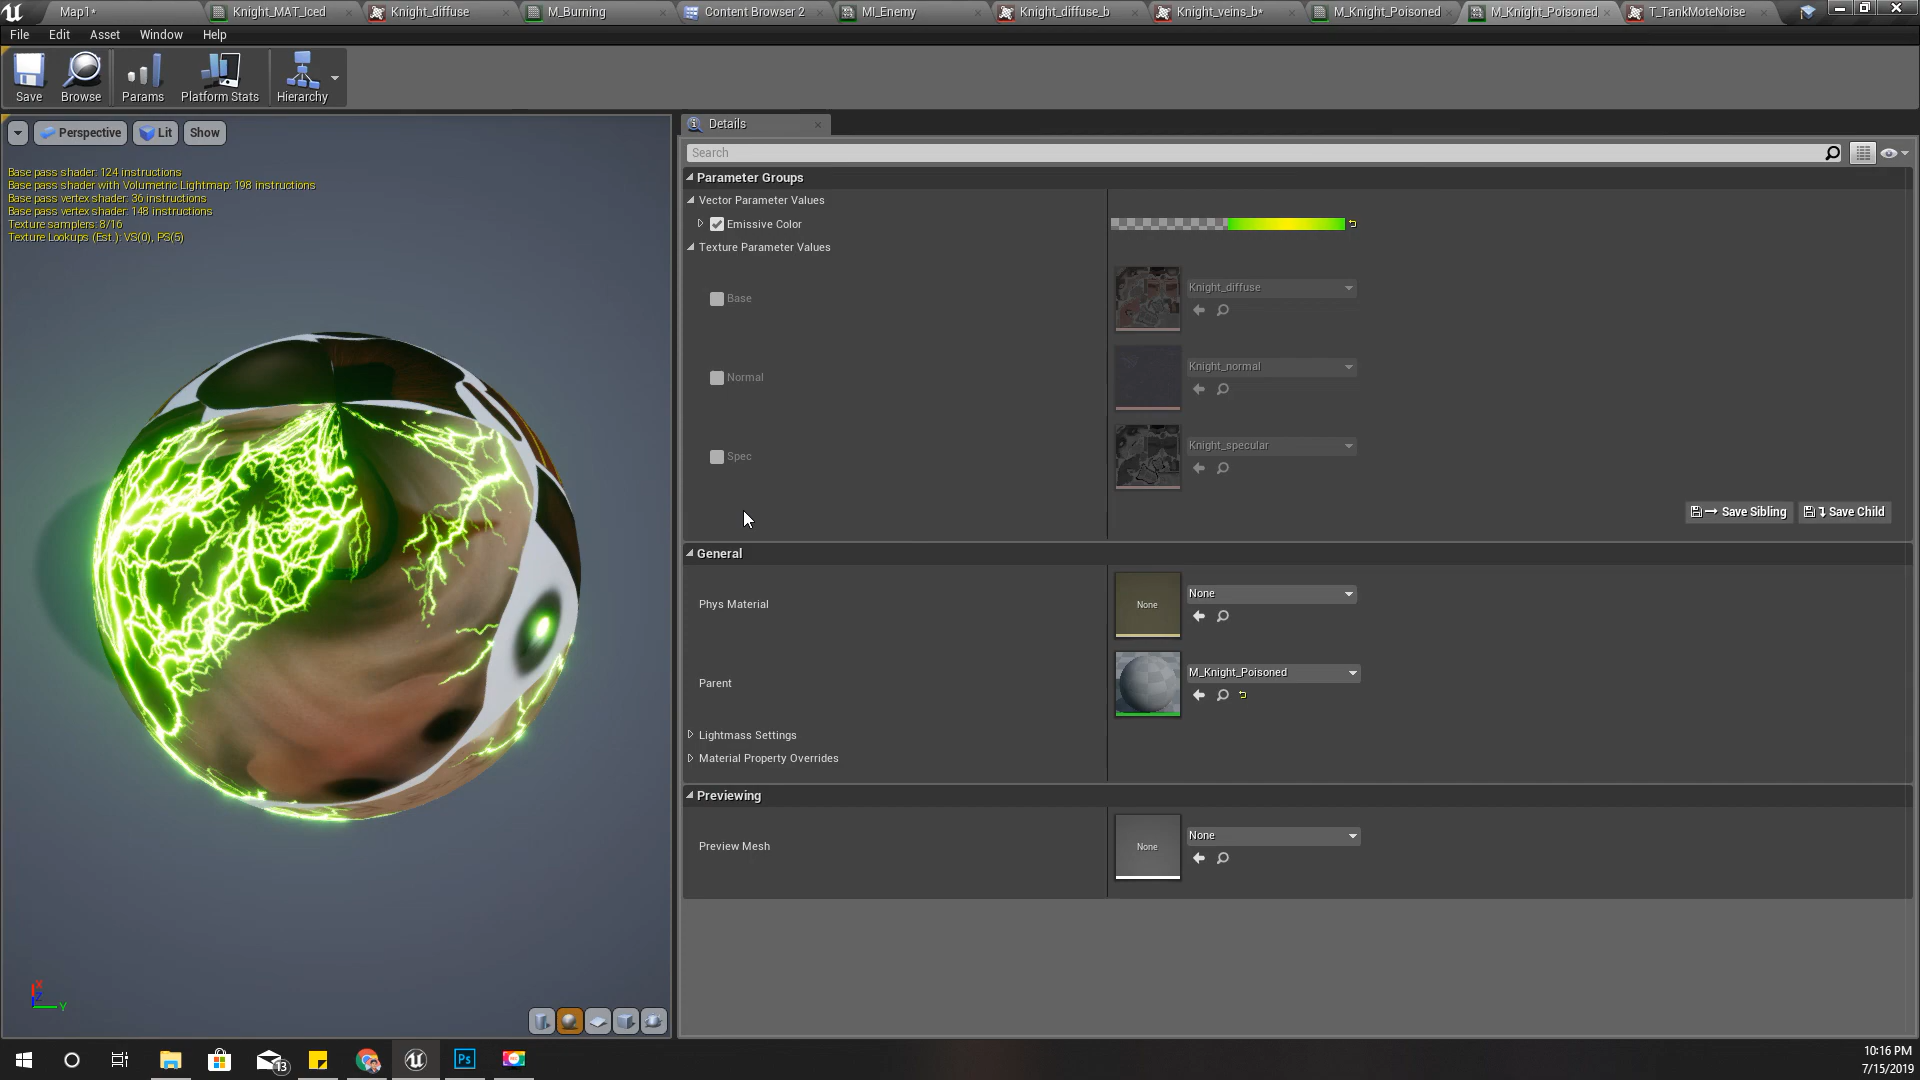 Map1*
Knight_MAT_Iced
Knight_diffuse
M_Burning
Content Browser 2
MI_Enemy
Knight_diffuse_b
Knight_veins_b*
M_Knight_Poisoned
M_Knight_Poisoned
T_TankMoteNoise
File Edit Asset Window Help
Save Browse Params Platform Stats Hierarchy
Perspective Lit Show
Base pass shader: 124 instructions
Base pass shader with Volumetric Lightmap: 198 instructions
Base pass vertex shader: 36 instructions
Base pass vertex shader: 148 instructions
Texture samplers: 8/16
Texture Lookups (Est.): VS(0), PS(5)
X
Z
Y
Details
Search
Parameter Groups
Vector Parameter Values
Emissive Color
Texture Parameter Values
Base Knight_diffuse
Normal Knight_normal
Spec Knight_specular
Save Sibling Save Child
General
Phys Material None None
Parent M_Knight_Poisoned
Lightmass Settings
Material Property Overrides
Previewing
Preview Mesh None None
13
Ps
10:16 PM
7/15/2019